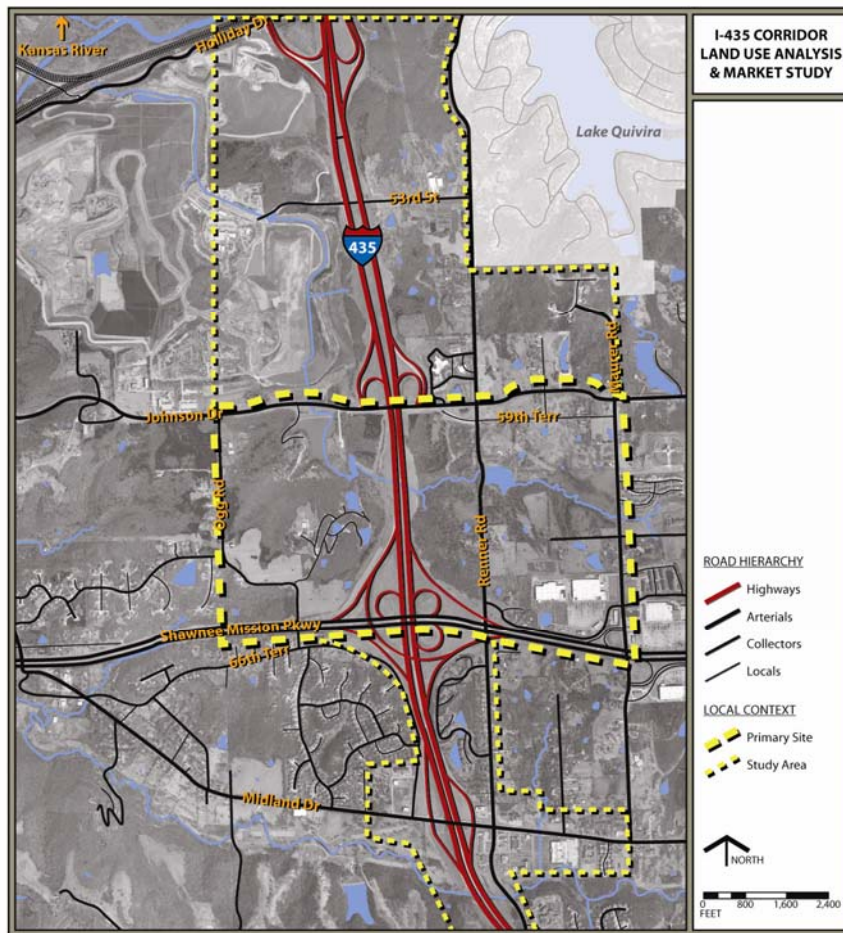 I-435 CORRIDOR
LAND USE ANALYSIS
& MARKET STUDY
Kansas River
Holliday Dr
Lake Quivira
53rd St
435
Maurer Rd
Johnson Dr
59th Terr
Ogg Rd
Renner Rd
Shawnee Mission Pkwy
66th Terr
Midland Dr
ROAD HIERARCHY
Highways
Arterials
Collectors
Locals
LOCAL CONTEXT
Primary Site
Study Area
NORTH
0 800 1,600 2,400
FEET